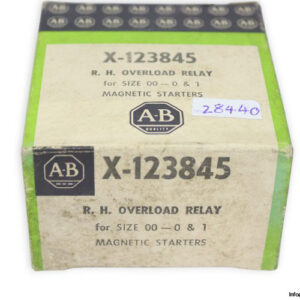 X-123845
R. H. OVERLOAD RELAY
for SIZE 00—0 & 1
MAGNETIC STARTERS
28440
A-B
QUALITY
A-B
X-123845
R. H. OVERLOAD RELAY
for SIZE 00—0 & 1
MAGNETIC STARTERS